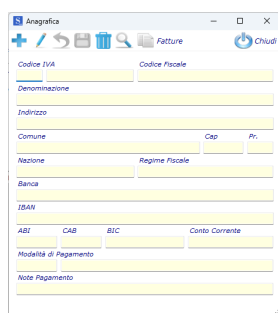 S Anagrafica
Fatture Chiudi
Codice IVA Codice Fiscale
Denominazione
Indirizzo
Comune Cap Pr.
Nazione Regime Fiscale
Banca
IBAN
ABI CAB BIC Conto Corrente
Modalità di Pagamento
Note Pagamento